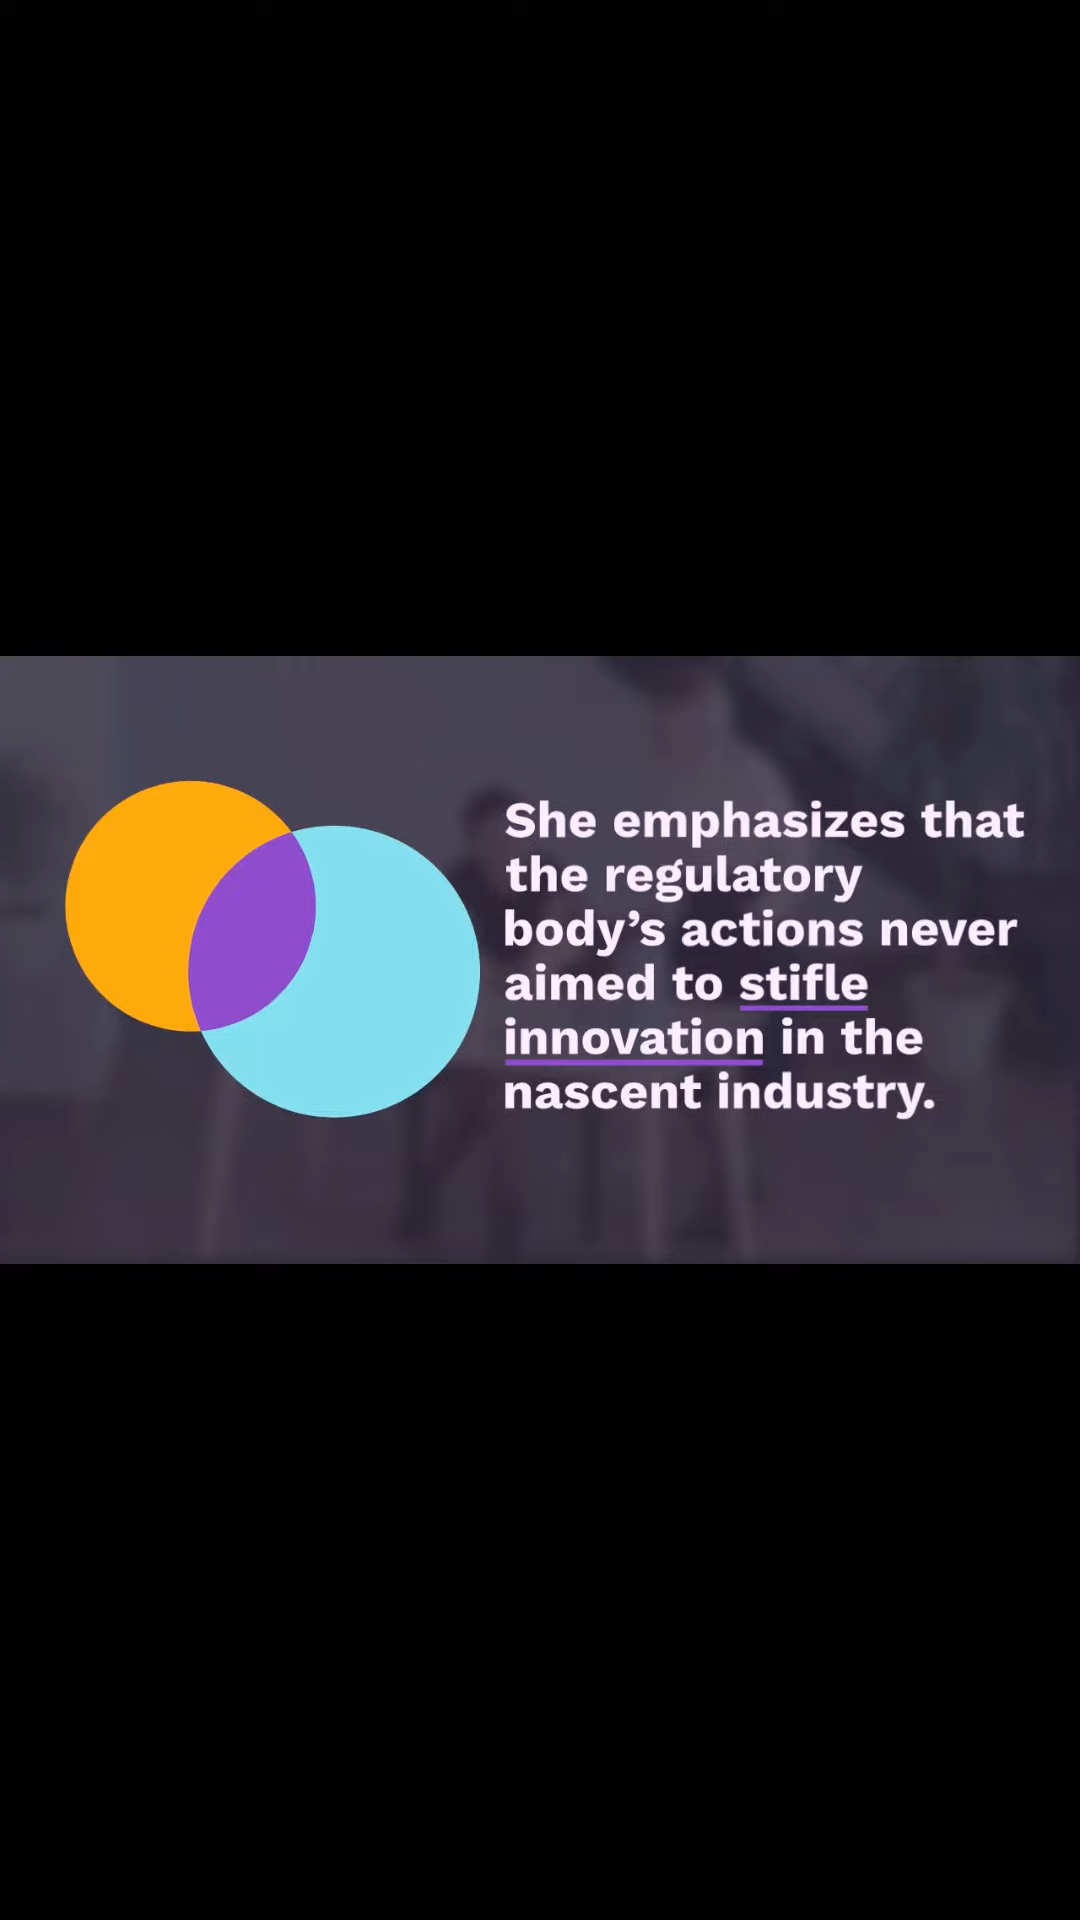 She emphasizes that
the regulatory
body’s actions never
aimed to stifle
innovation in the
nascent industry.